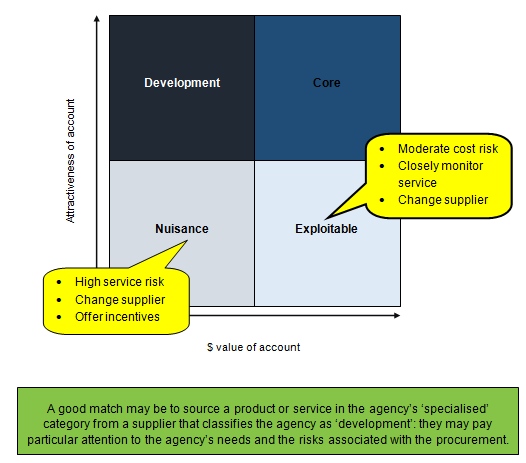 Attractiveness of account
Development
Core
• Moderate cost risk
• Closely monitor
service
• Change supplier
Nuisance
Exploitable
• High service risk
• Change supplier
• Offer incentives
$ value of account
A good match may be to source a product or service in the agency's 'specialised'
category from a supplier that classifies the agency as 'development': they may pay
particular attention to the agency's needs and the risks associated with the procurement.